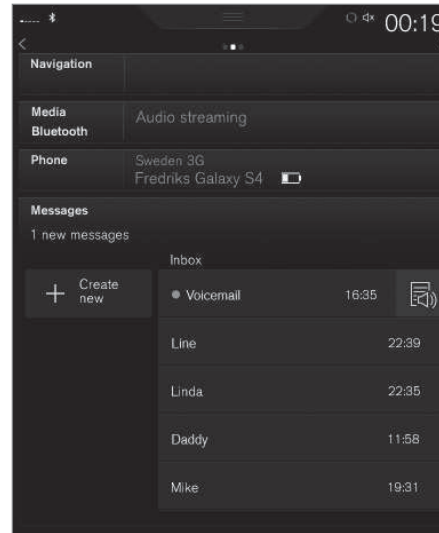 00:19
Navigation
Media
Bluetooth
Audio streaming
Phone
Sweden 3G
Fredriks Galaxy S4
Messages
1 new messages
Inbox
Create
new
Voicemail 16:35
Line 22:39
Linda 22:35
Daddy 11:58
Mike 19:31